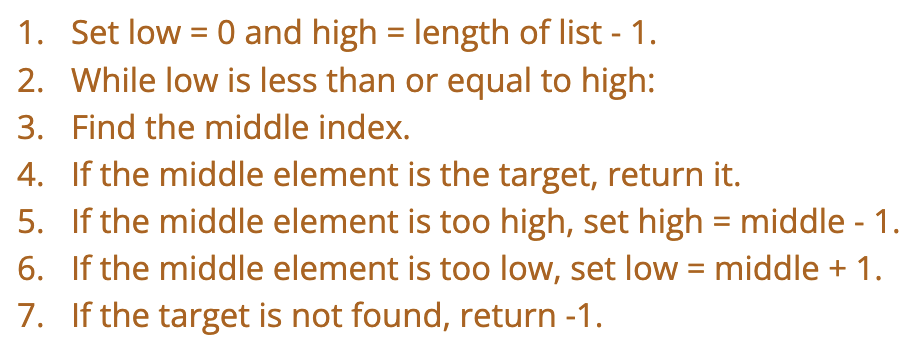 1. Set low = 0 and high = length of list - 1.
2. While low is less than or equal to high:
3. Find the middle index.
4. If the middle element is the target, return it.
5. If the middle element is too high, set high = middle - 1.
6. If the middle element is too low, set low = middle + 1.
7. If the target is not found, return -1.